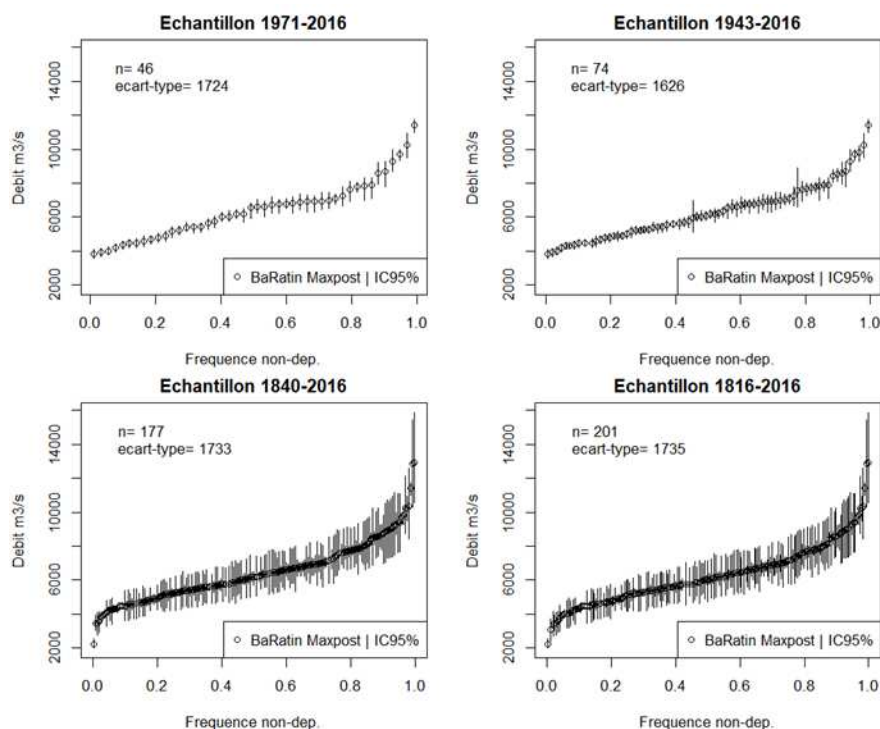 Echantillon 1971-2016
n= 46
ecart-type= 1724
Debit m3/s
14000
10000
6000
2000
BaRatin Maxpost | IC95%
0.0 0.2 0.4 0.6 0.8 1.0
Frequence non-dep.
Echantillon 1943-2016
n= 74
ecart-type= 1626
Debit m3/s
14000
10000
6000
2000
BaRatin Maxpost | IC95%
0.0 0.2 0.4 0.6 0.8 1.0
Frequence non-dep.
Echantillon 1840-2016
n= 177
ecart-type= 1733
Debit m3/s
14000
10000
6000
2000
BaRatin Maxpost | IC95%
0.0 0.2 0.4 0.6 0.8 1.0
Frequence non-dep.
Echantillon 1816-2016
n= 201
ecart-type= 1735
Debit m3/s
14000
10000
6000
2000
BaRatin Maxpost | IC95%
0.0 0.2 0.4 0.6 0.8 1.0
Frequence non-dep.